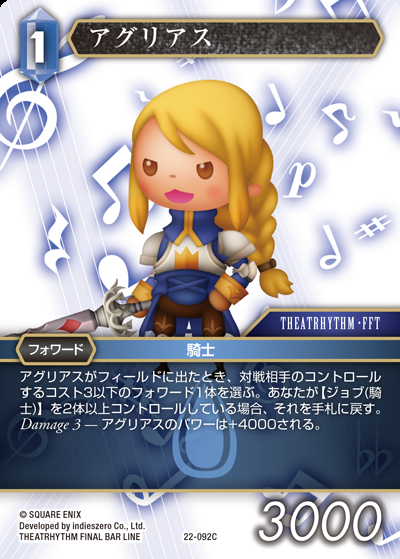 1
アグリアス
p
THEATRHYTHM・FFT
フォワード
騎士
アグリアスがフィールドに出たとき、対戦相手のコントロール
するコスト3以下のフォワード1体を選ぶ。あなたが【ジョブ(騎
士)】を2体以上コントロールしている場合、それを手札に戻す。
Damage 3 — アグリアスのパワーは+4000される。
© SQUARE ENIX
Developed by indieszero Co., Ltd.
THEATRHYTHM FINAL BAR LINE
22-092C
3000